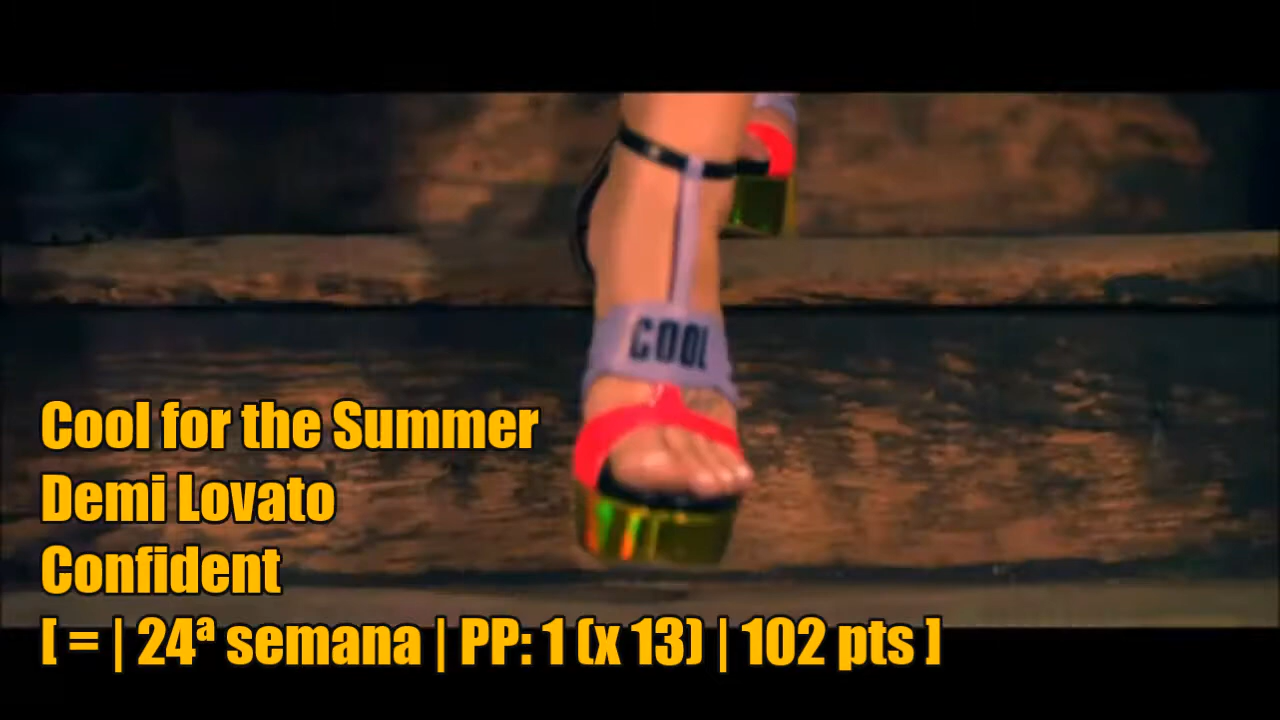 COOL
Cool for the Summer
Demi Lovato
Confident
[ = | 24ª semana | PP: 1 (x 13) | 102 pts ]